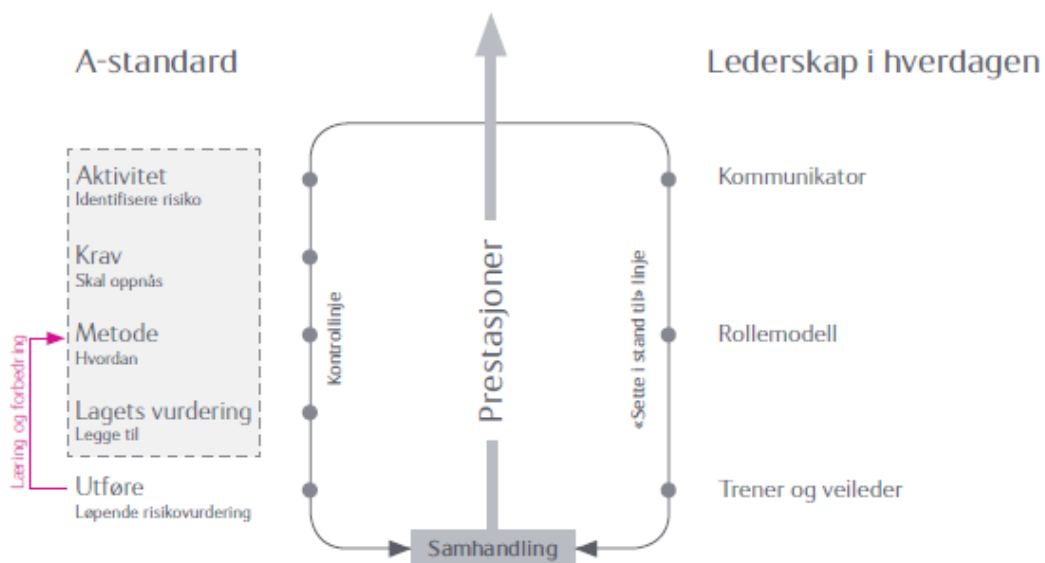 A-standard
Lederskap i hverdagen
Aktivitet
Identifisere risiko
Krav
Skal oppnås
Metode
Hvordan
Lagets vurdering
Legge til
Utføre
Løpende risikovurdering
Læring og forbedring
Kontrollinje
Prestasjoner
«Sette i stand til» linje
Kommunikator
Rollemodell
Trener og veileder
Samhandling